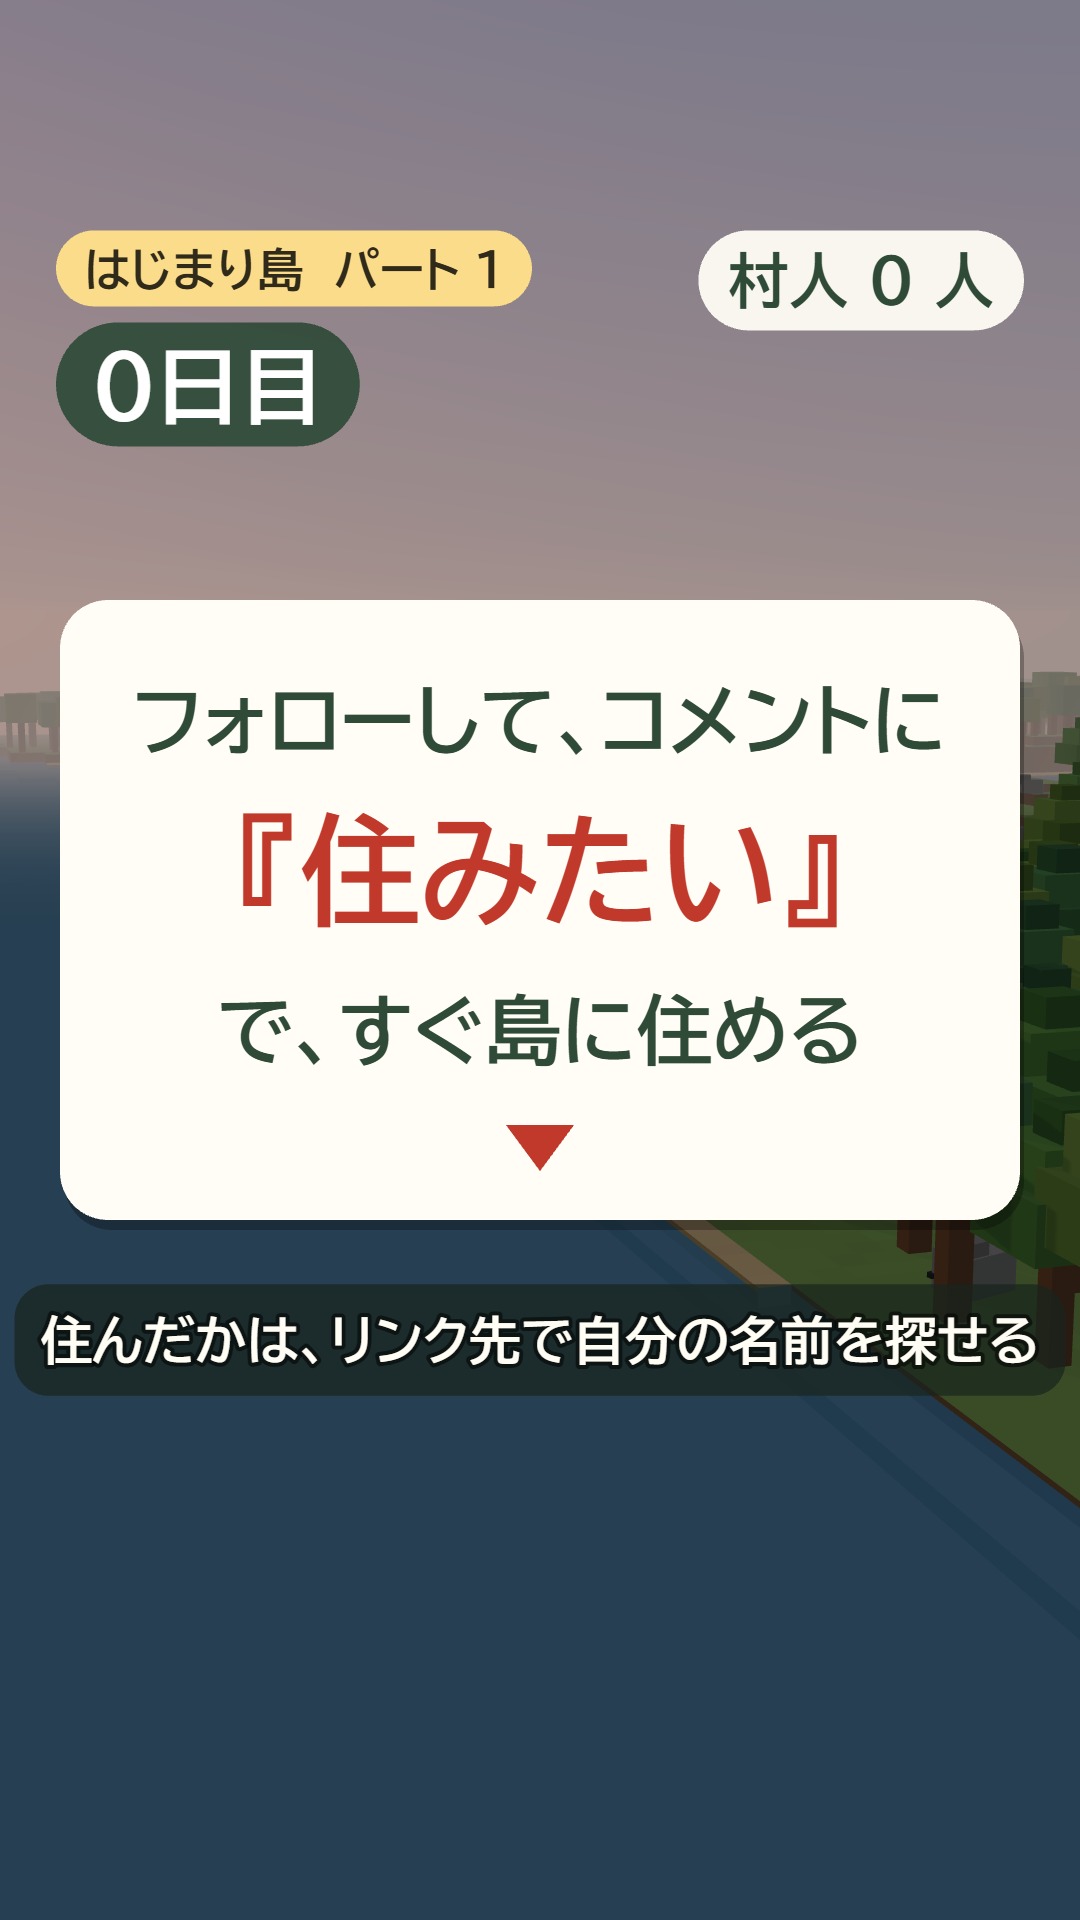 はじまり島 パート 1
村人 0 人
0日目
フォローして、コメントに
『住みたい』
で、すぐ島に住める
住んだかは、リンク先で自分の名前を探せる